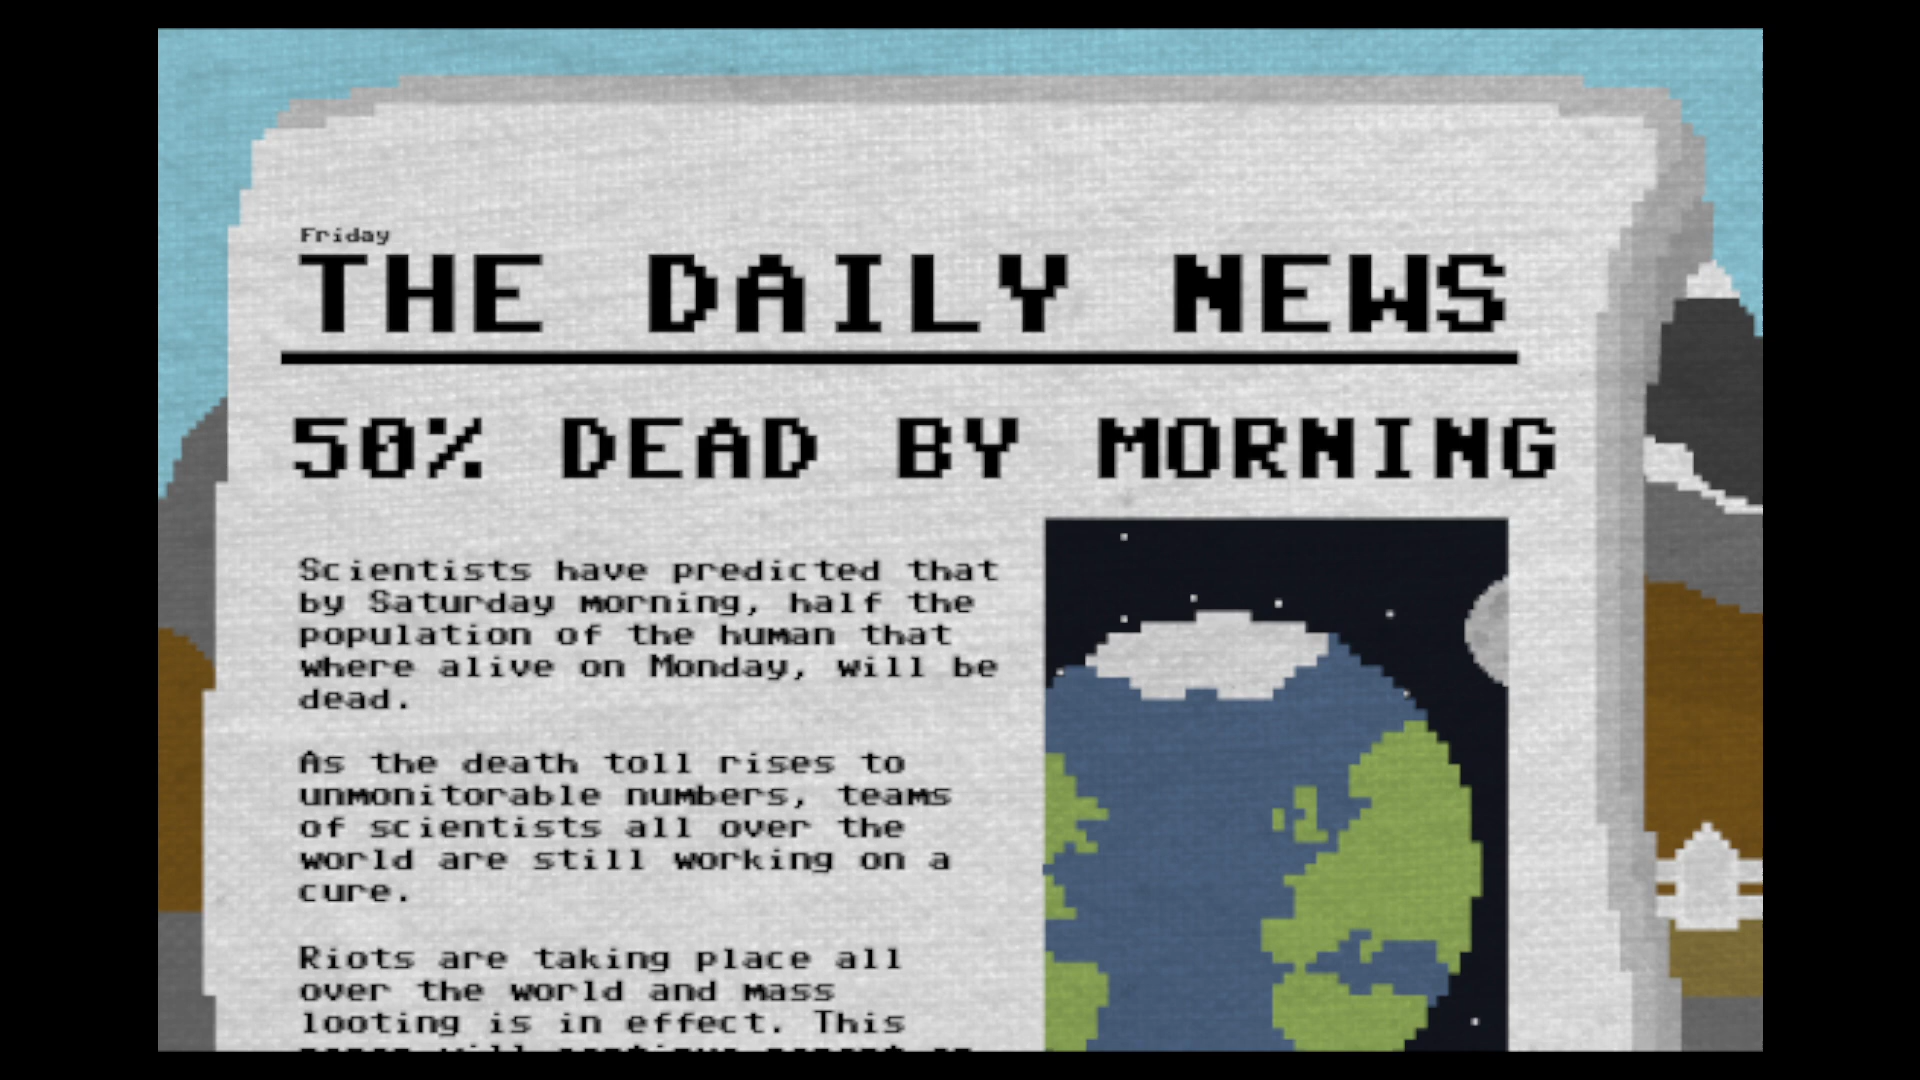 Friday
THE DAILY NEWS
50% DEAD BY MORNING
Scientists have predicted that
by Saturday morning, half the
population of the human that
where alive on Monday, will be
dead.
As the death toll rises to
unmonitorable numbers, teams
of scientists all over the
world are still working on a
cure.
Riots are taking place all
over the world and mass
looting is in effect. This